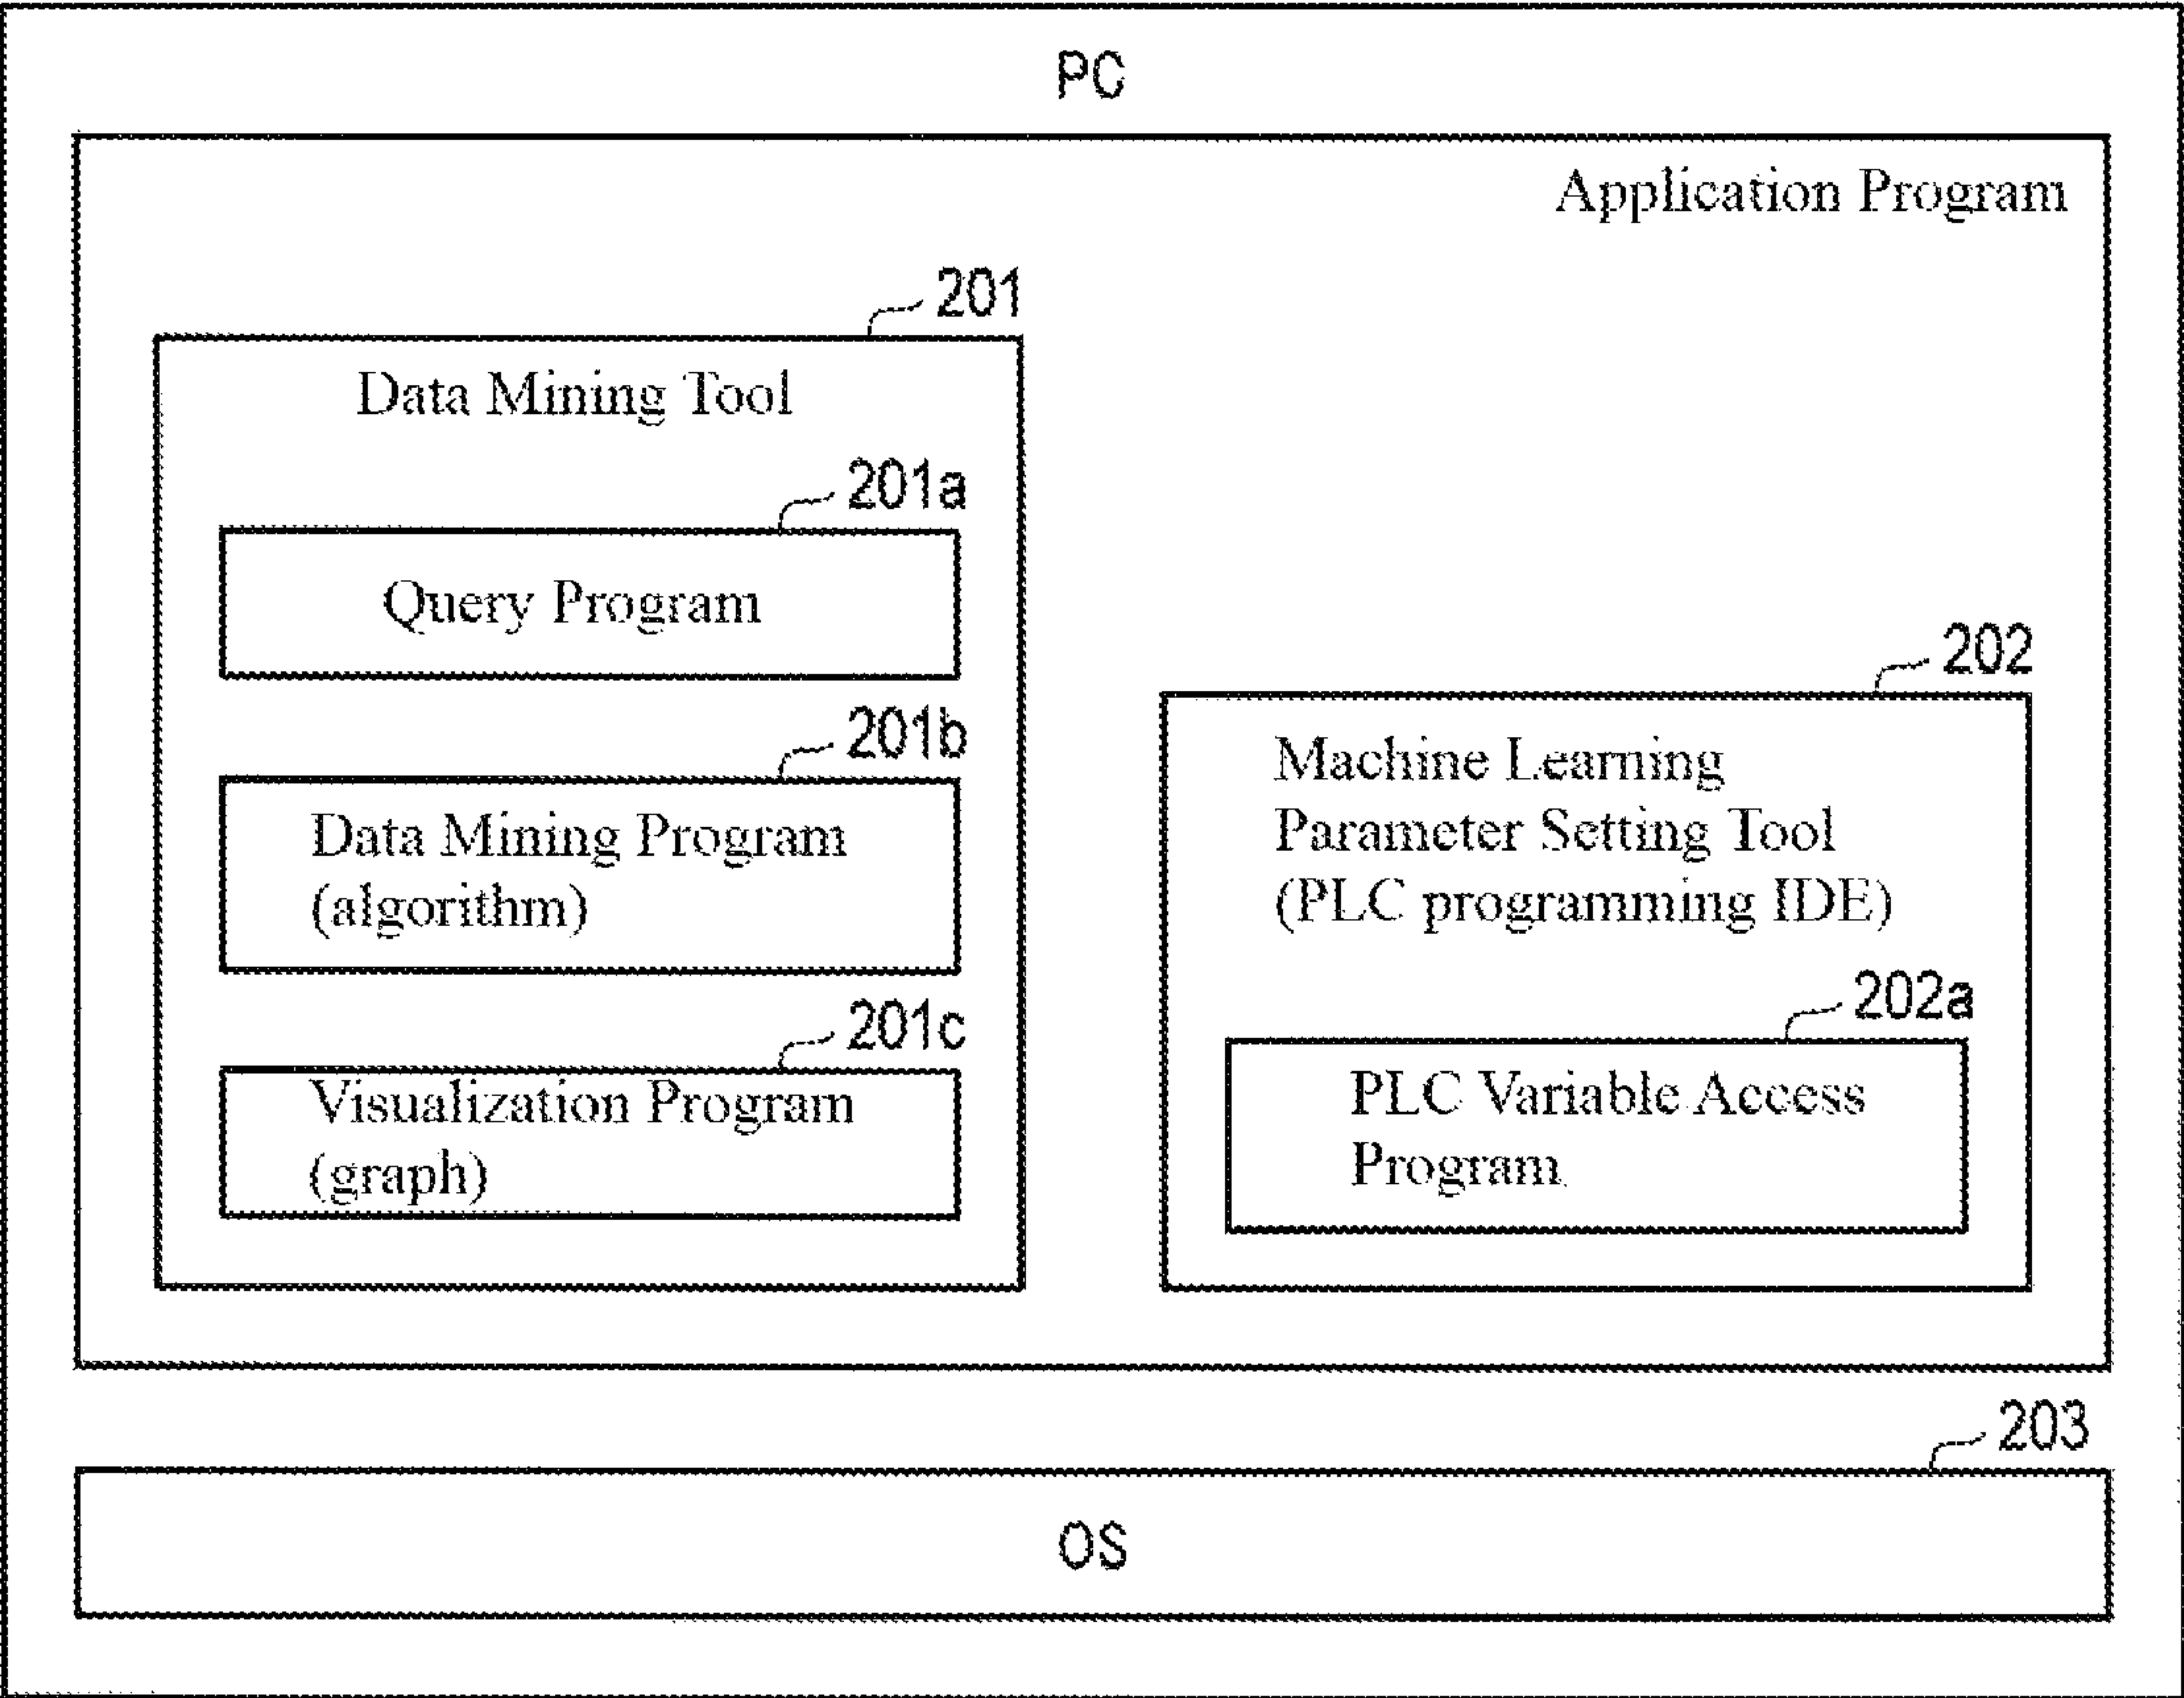 PC
Application Program
201
Data Mining Tool
201a
Query Program
201b
Data Mining Program
(algorithm)
201c
Visualization Program
(graph)
202
Machine Learning
Parameter Setting Tool
(PLC programming IDE)
202a
PLC Variable Access
Program
203
OS